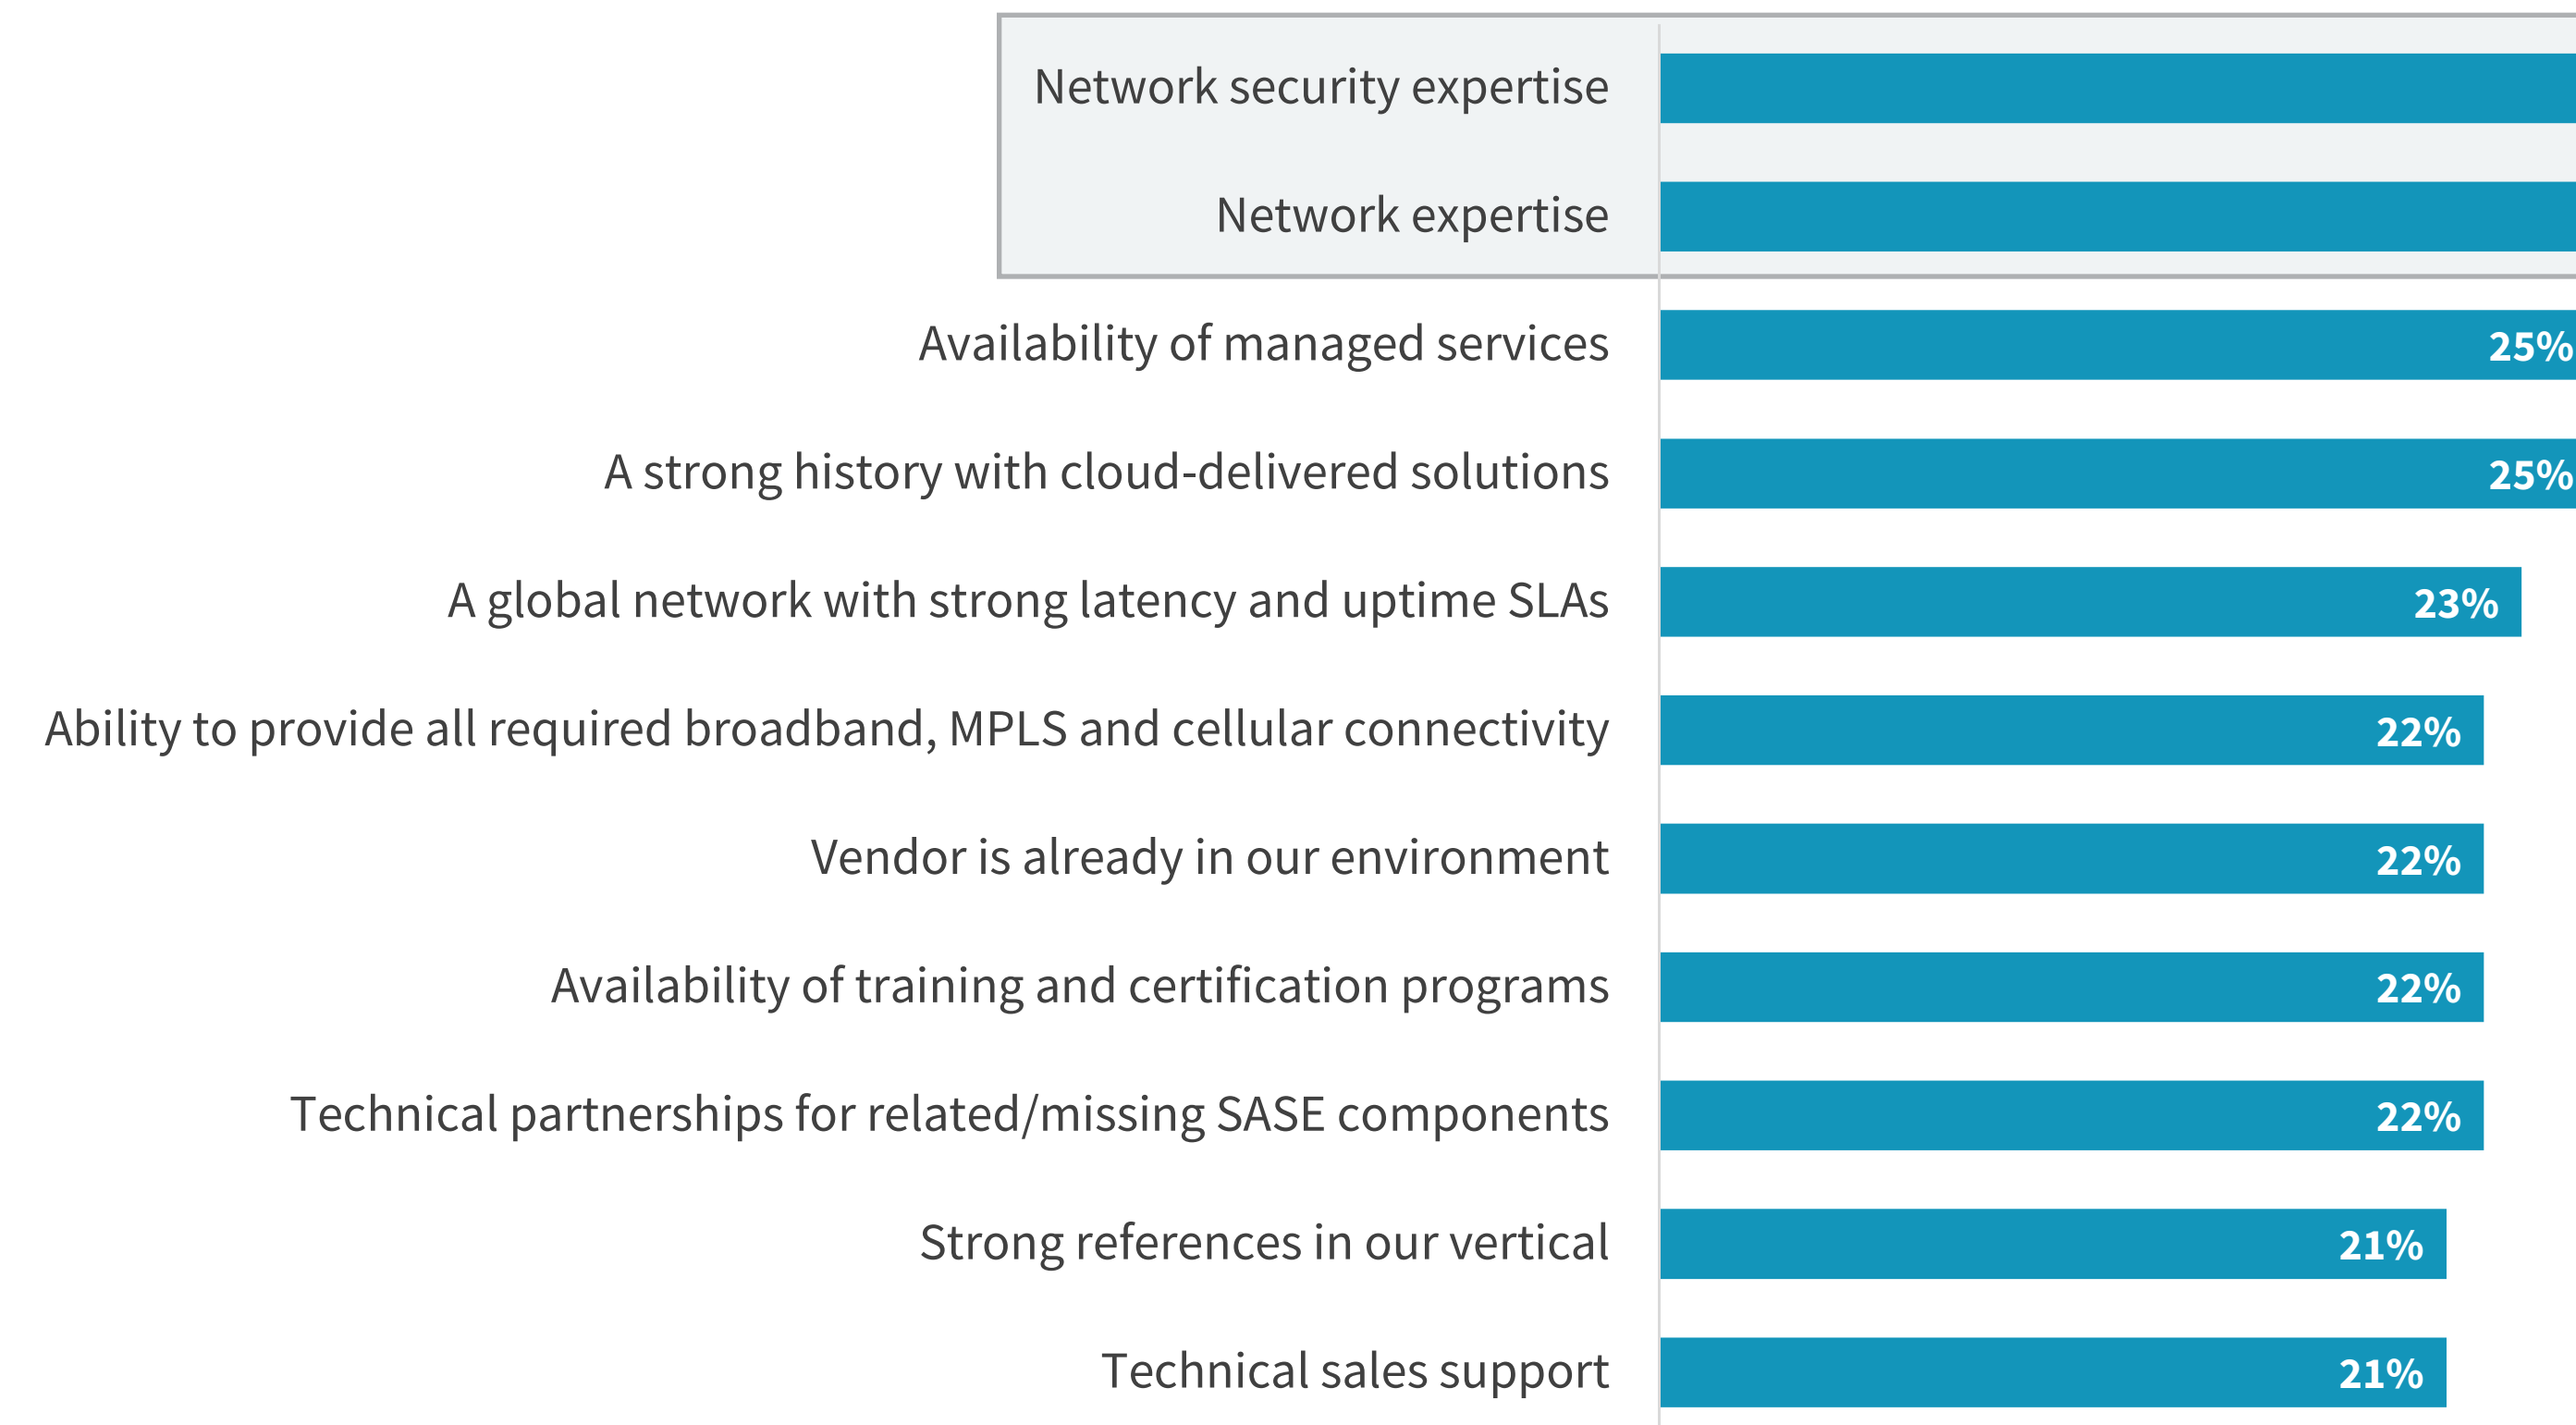 Network security expertise
Network expertise
Availability of managed services 25%
A strong history with cloud-delivered solutions 25%
A global network with strong latency and uptime SLAs 23%
Ability to provide all required broadband, MPLS and cellular connectivity 22%
Vendor is already in our environment 22%
Availability of training and certification programs 22%
Technical partnerships for related/missing SASE components 22%
Strong references in our vertical 21%
Technical sales support 21%